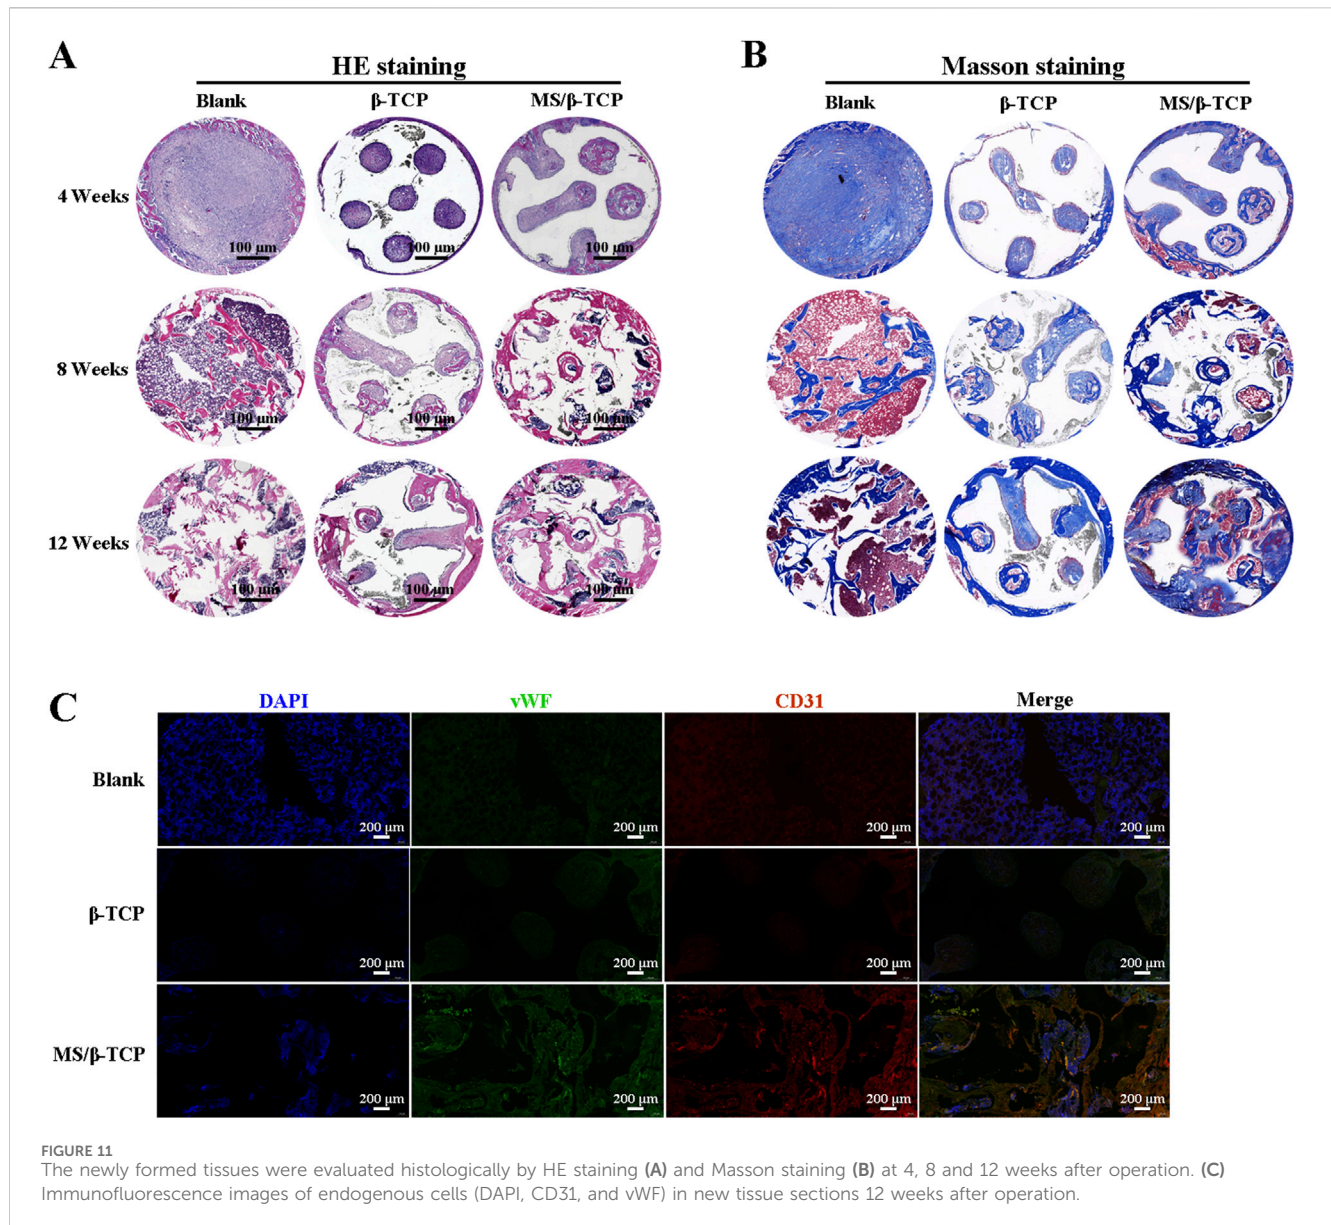 A
HE staining
Blank β-TCP MS/β-TCP
4 Weeks
100 μm 100 μm 100 μm
8 Weeks
100 μm 100 μm 100 μm
12 Weeks
100 μm 100 μm 100 μm
B
Masson staining
Blank β-TCP MS/β-TCP
C
DAPI vWF CD31 Merge
Blank
200 μm 200 μm 200 μm 200 μm
β-TCP
200 μm 200 μm 200 μm 200 μm
MS/β-TCP
200 μm 200 μm 200 μm 200 μm
FIGURE 11
The newly formed tissues were evaluated histologically by HE staining (A) and Masson staining (B) at 4, 8 and 12 weeks after operation. (C)
Immunofluorescence images of endogenous cells (DAPI, CD31, and vWF) in new tissue sections 12 weeks after operation.